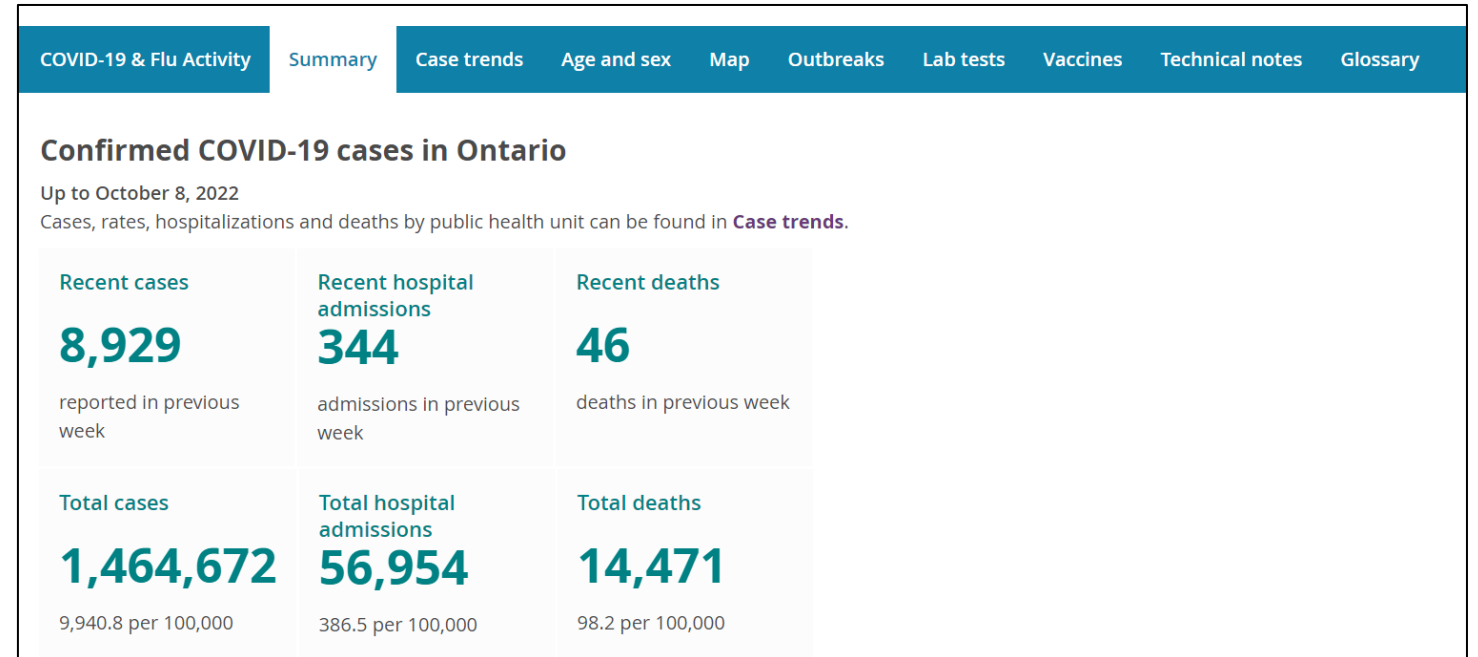 COVID-19 & Flu Activity Summary Case trends Age and sex Map Outbreaks Lab tests Vaccines Technical notes Glossary
Confirmed COVID-19 cases in Ontario
Up to October 8, 2022
Cases, rates, hospitalizations and deaths by public health unit can be found in Case trends.
Recent cases
8,929
reported in previous
week
Recent hospital
admissions
344
admissions in previous
week
Recent deaths
46
deaths in previous week
Total cases
1,464,672
9,940.8 per 100,000
Total hospital
admissions
56,954
386.5 per 100,000
Total deaths
14,471
98.2 per 100,000